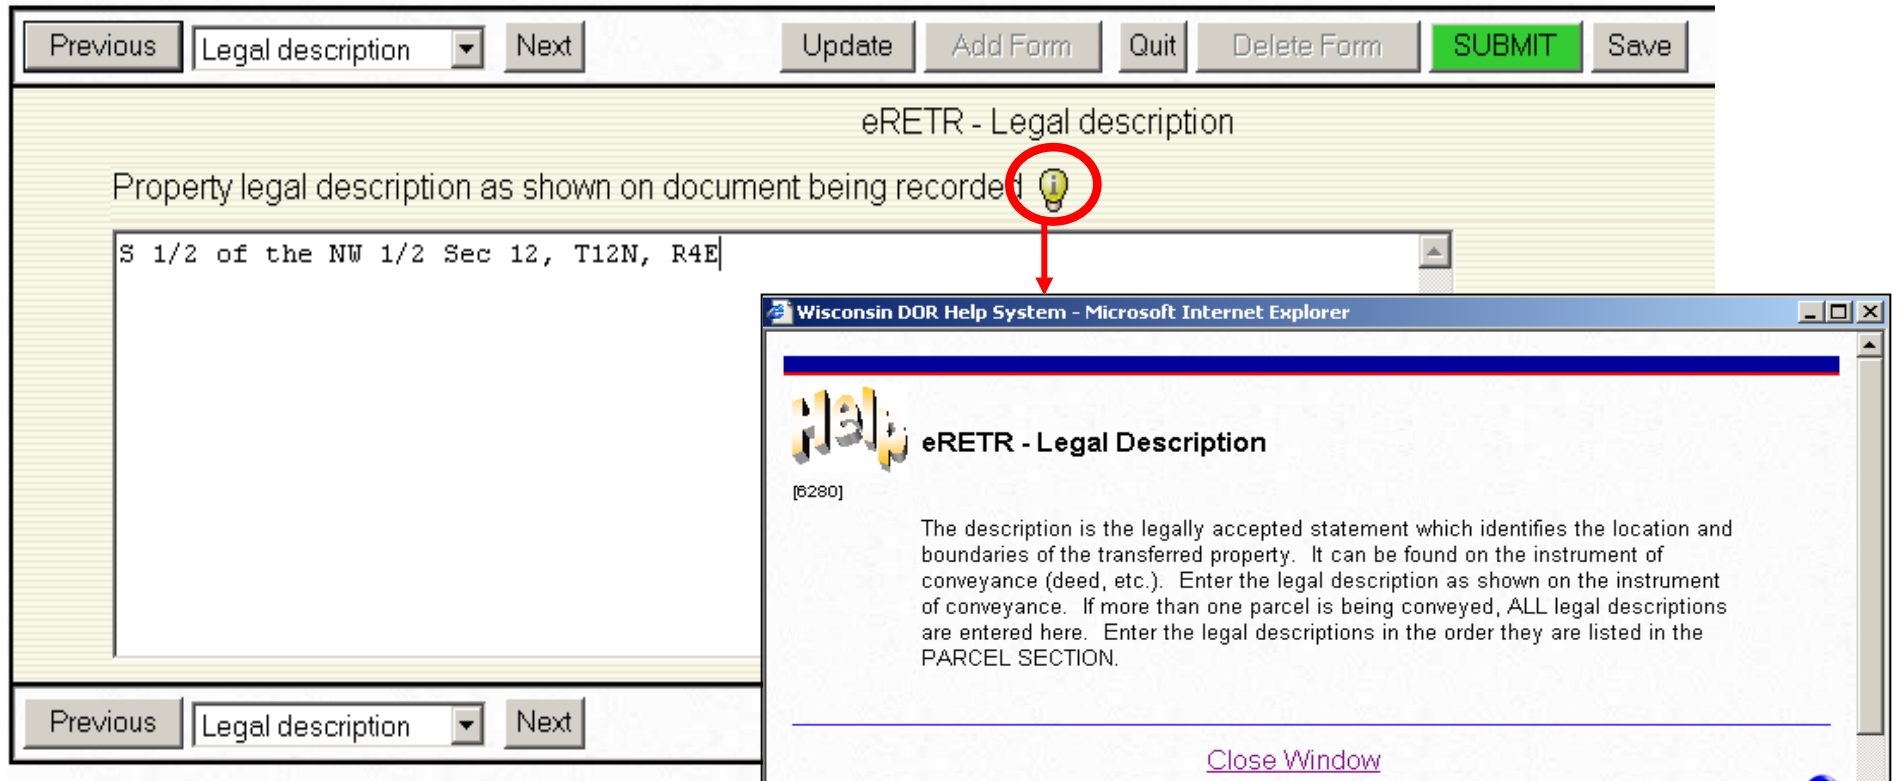 Previous Legal description Next Update Add Form Quit Delete Form SUBMIT Save
eRETR - Legal description
Property legal description as shown on document being recorded
S 1/2 of the NW 1/2 Sec 12, T12N, R4E
Wisconsin DOR Help System - Microsoft Internet Explorer
Help
eRETR - Legal Description
[6280]
The description is the legally accepted statement which identifies the location and
boundaries of the transferred property. It can be found on the instrument of
conveyance (deed, etc.). Enter the legal description as shown on the instrument
of conveyance. If more than one parcel is being conveyed, ALL legal descriptions
are entered here. Enter the legal descriptions in the order they are listed in the
PARCEL SECTION.
Previous Legal description Next
Close Window